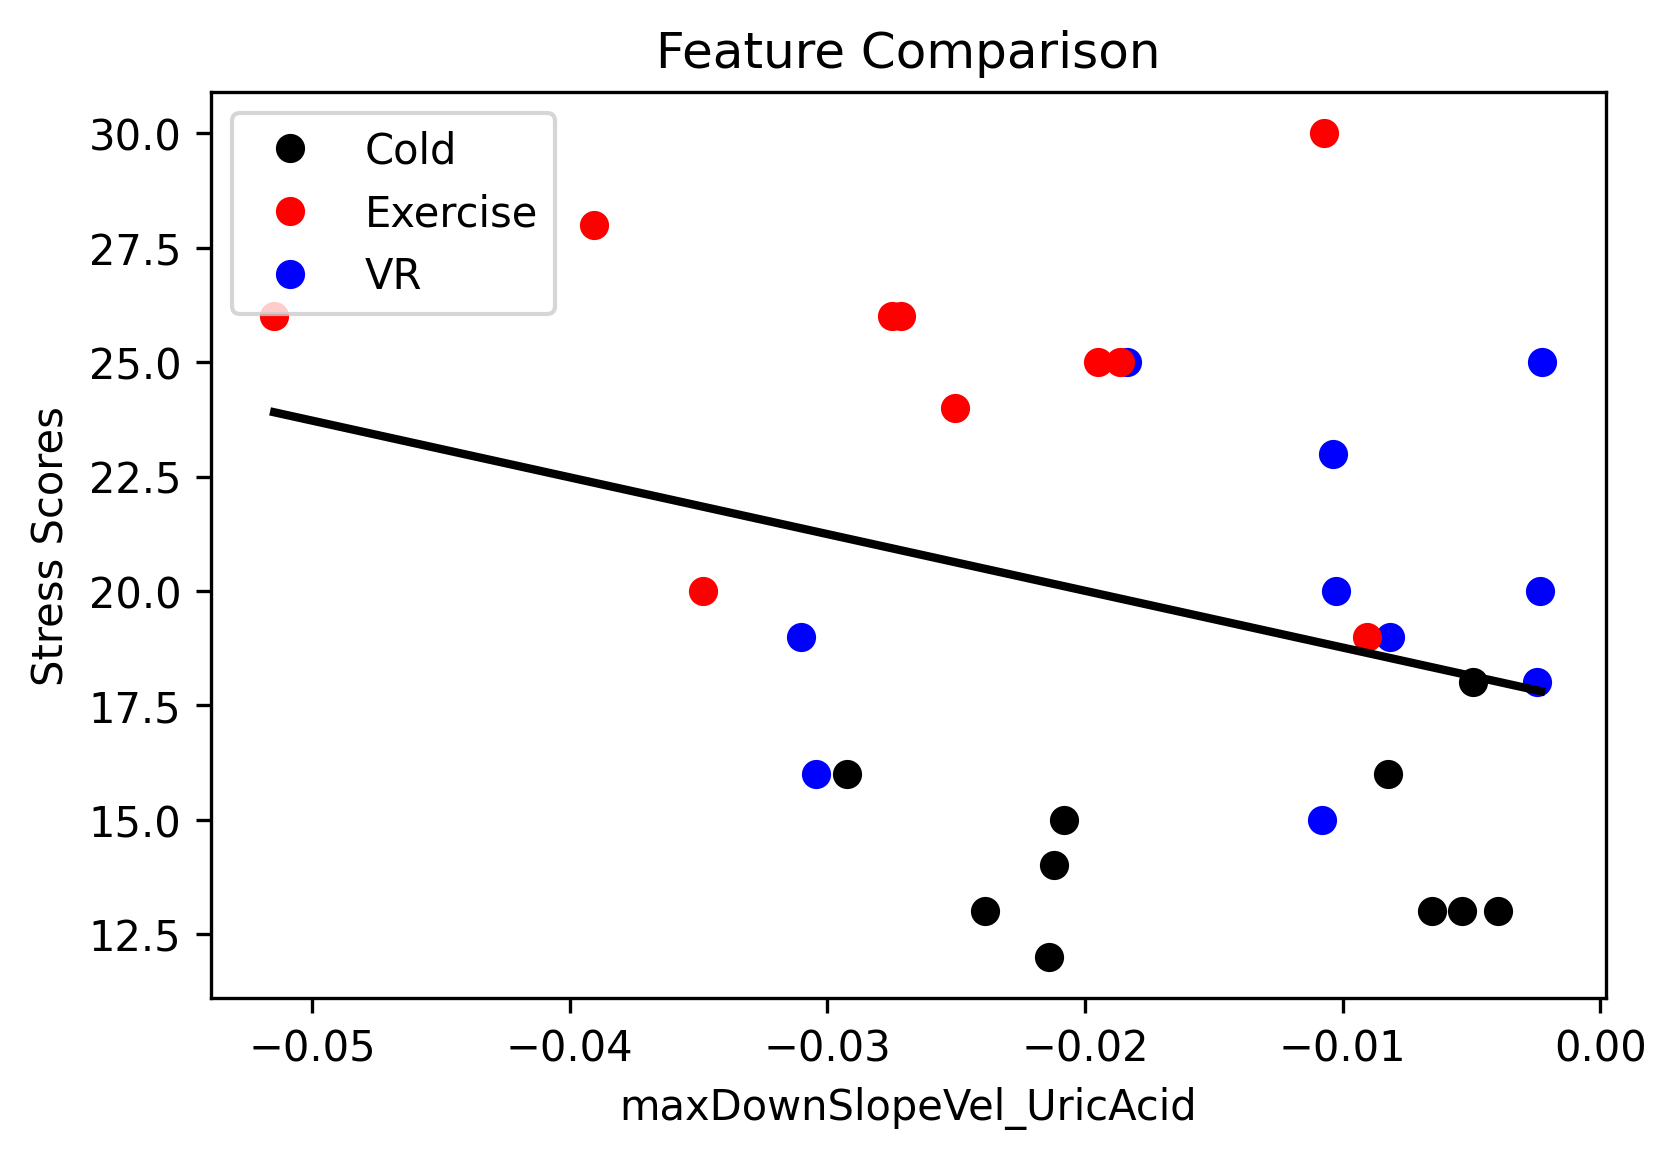 Feature Comparison
Cold
Exercise
VR
30.0
27.5
25.0
22.5
20.0
17.5
15.0
12.5
Stress Scores
−0.05 −0.04 −0.03 −0.02 −0.01 0.00
maxDownSlopeVel_UricAcid